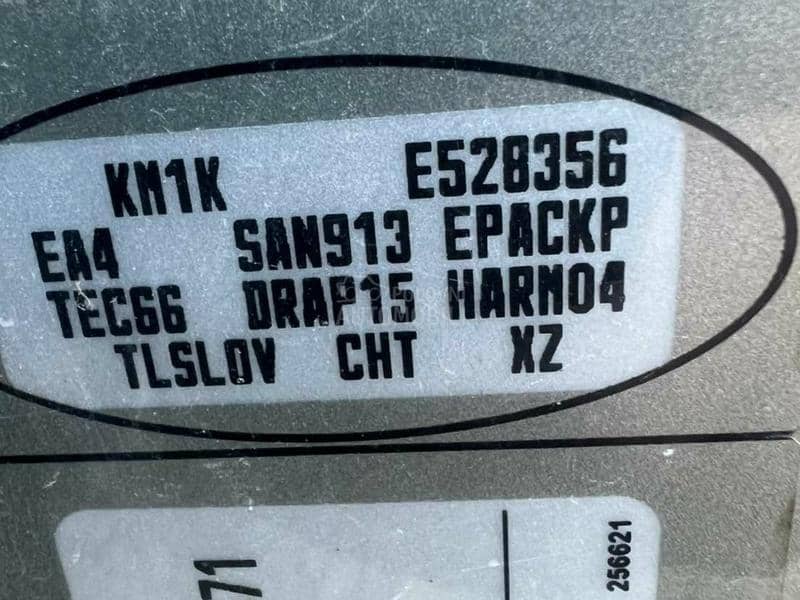 KM1K E528356
EA4 SAN913 EPACKP
TEC66 DRAP15 HARM04
TLSLOV CHT XZ
71
256621